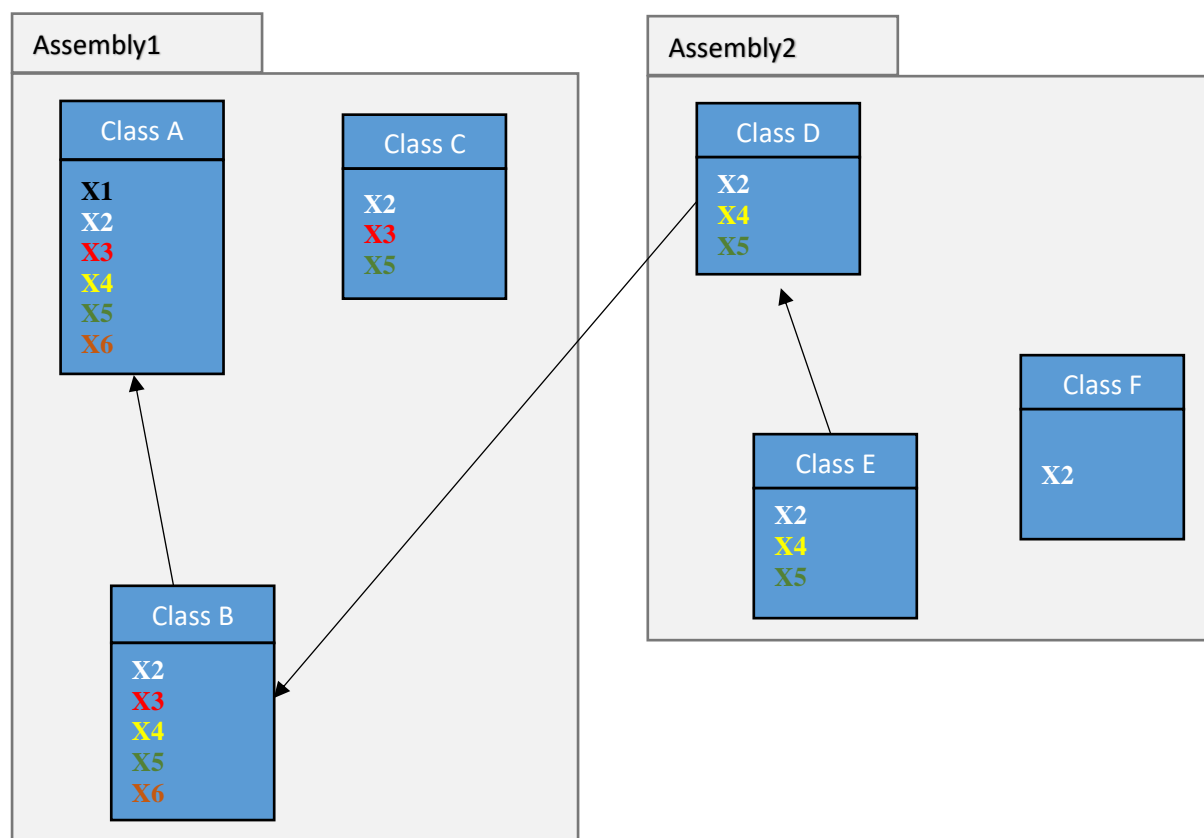 Assembly1
Class A
X1
X2
X3
X4
X5
X6
Class C
X2
X3
X5
Class B
X2
X3
X4
X5
X6
Assembly2
Class D
X2
X4
X5
Class E
X2
X4
X5
Class F
X2